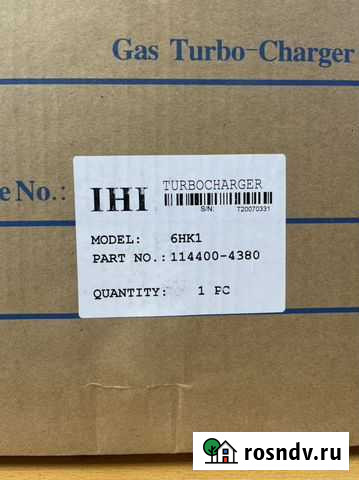 Gas Turbo-Charger
e No.:
IHI TURBOCHARGER
S/N: T20070331
MODEL: 6HK1
PART NO.: 114400-4380
QUANTITY: 1 PC
rosndv.ru